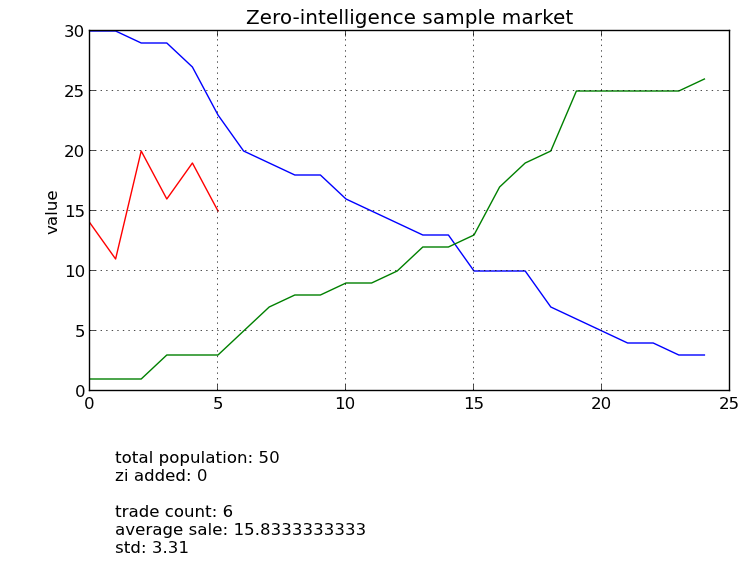 Zero-intelligence sample market
30
25
20
15
10
5
0
value
0 5 10 15 20 25
total population: 50
zi added: 0
trade count: 6
average sale: 15.8333333333
std: 3.31